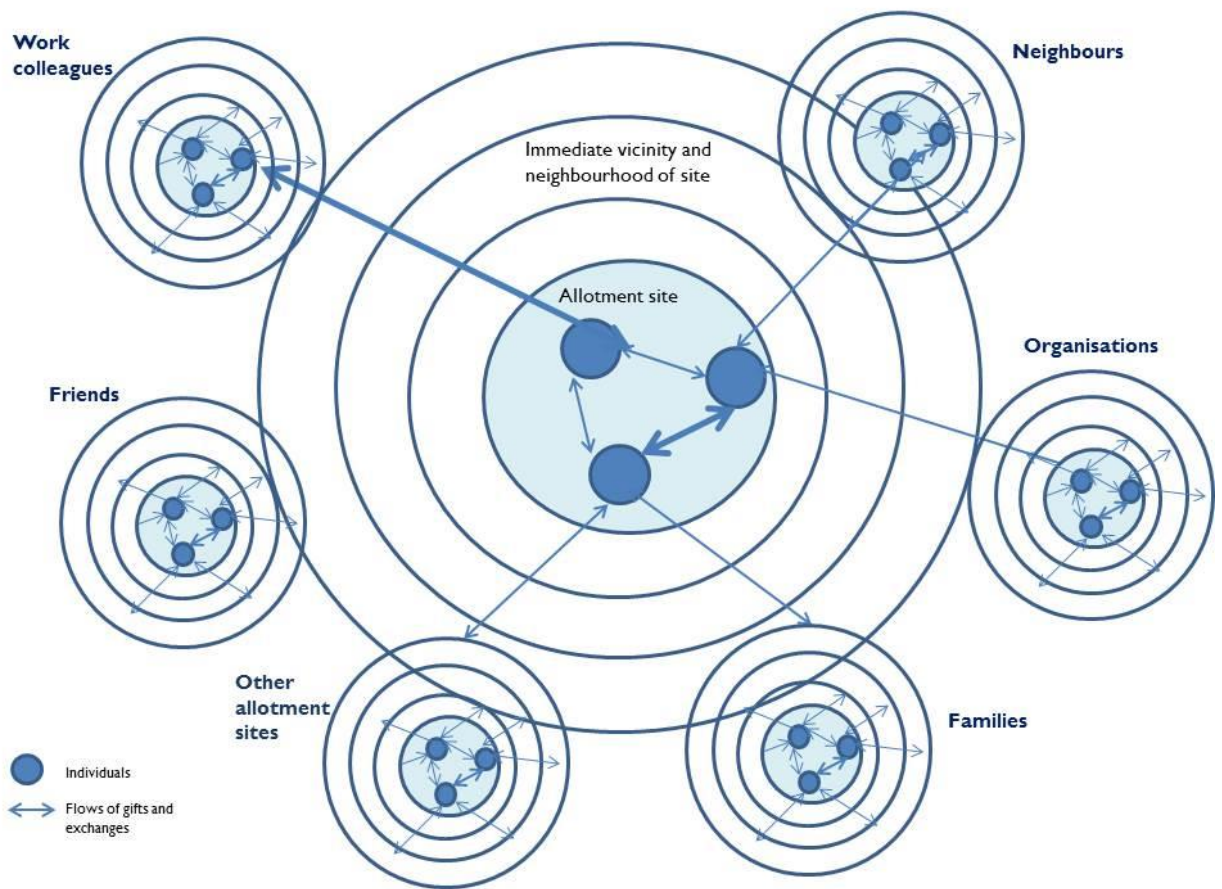 Work
colleagues
Neighbours
Immediate vicinity and
neighbourhood of site
Allotment site
Organisations
Friends
Other
allotment
sites
Families
Individuals
Flows of gifts and
exchanges